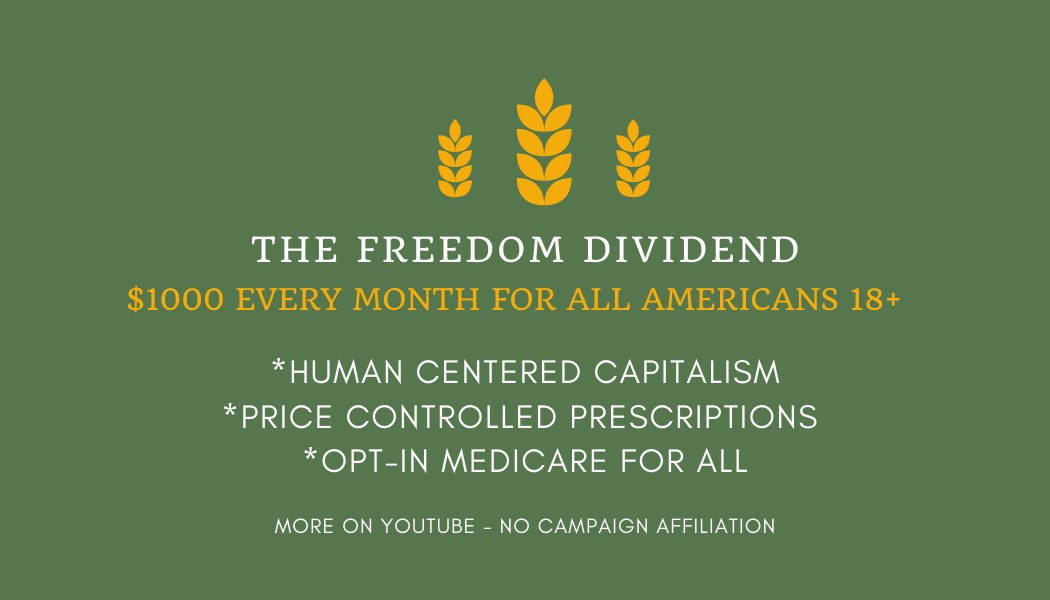 THE FREEDOM DIVIDEND
$1000 EVERY MONTH FOR ALL AMERICANS 18+
*HUMAN CENTERED CAPITALISM
*PRICE CONTROLLED PRESCRIPTIONS
*OPT-IN MEDICARE FOR ALL
MORE ON YOUTUBE - NO CAMPAIGN AFFILIATION